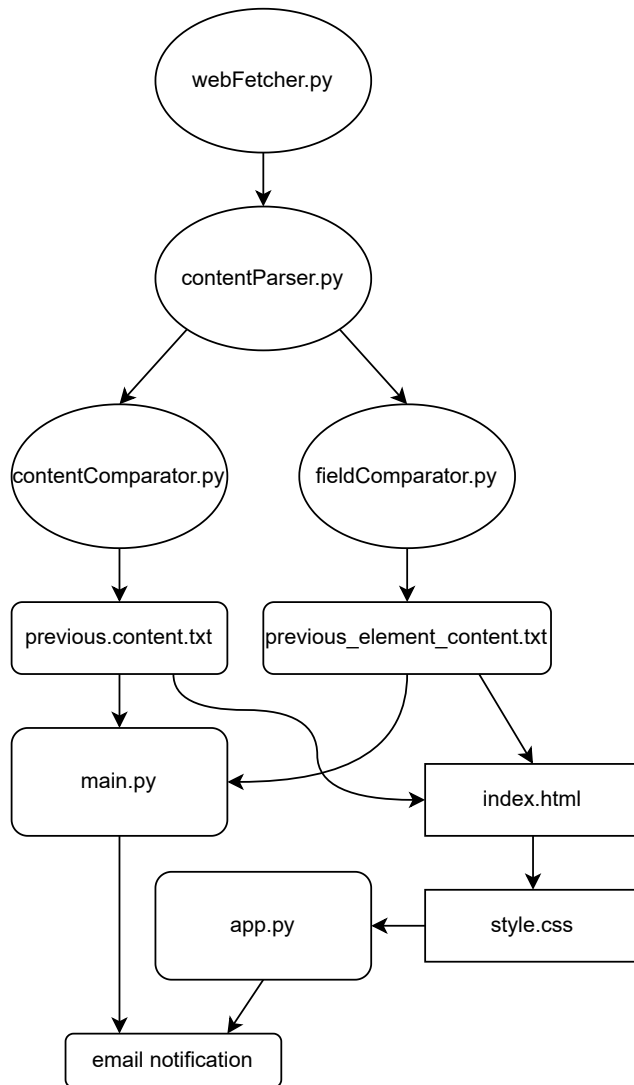 webFetcher.py
contentParser.py
contentComparator.py
fieldComparator.py
previous.content.txt
previous_element_content.txt
main.py
index.html
app.py
style.css
email notification